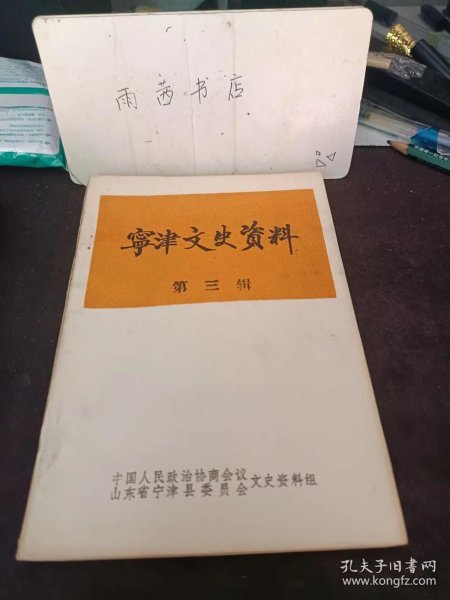 雨茜书店
寧津文史资料
第三辑
中国人民政治协商会议
山东省宁津县委员会
文史资料组
孔夫子旧书网
www.kongfz.com